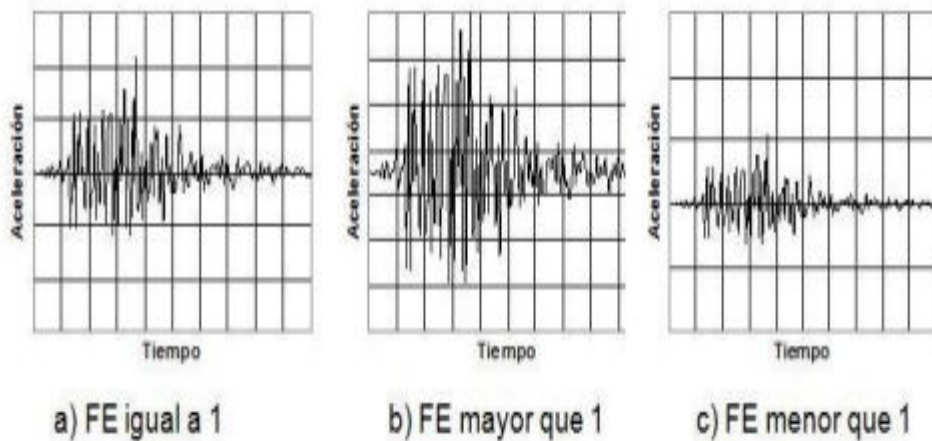 Aceleración
Tiempo
a) FE igual a 1
Aceleración
Tiempo
b) FE mayor que 1
Aceleración
Tiempo
c) FE menor que 1